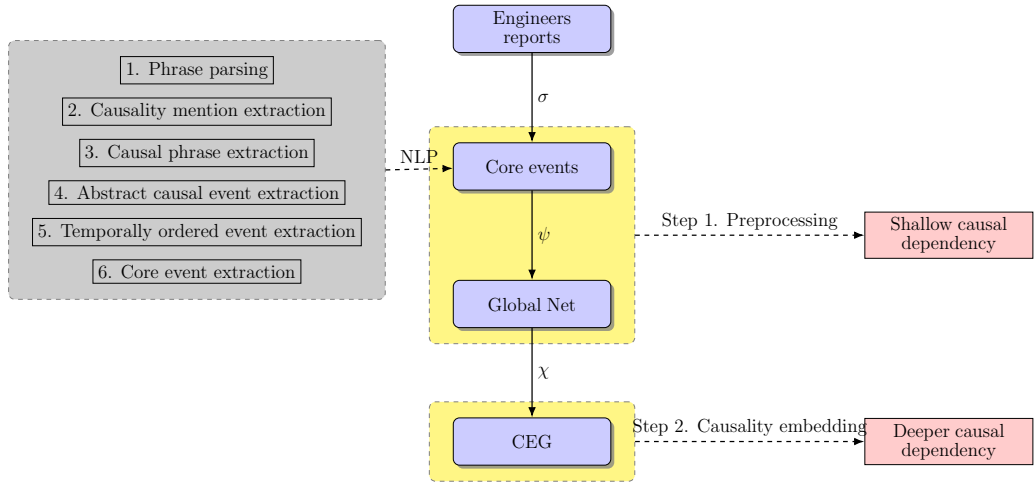 Engineers
reports
1. Phrase parsing
2. Causality mention extraction
3. Causal phrase extraction
4. Abstract causal event extraction
5. Temporally ordered event extraction
6. Core event extraction
NLP
σ
Core events
ψ
Global Net
Step 1. Preprocessing
Shallow causal
dependency
χ
CEG
Step 2. Causality embedding
Deeper causal
dependency